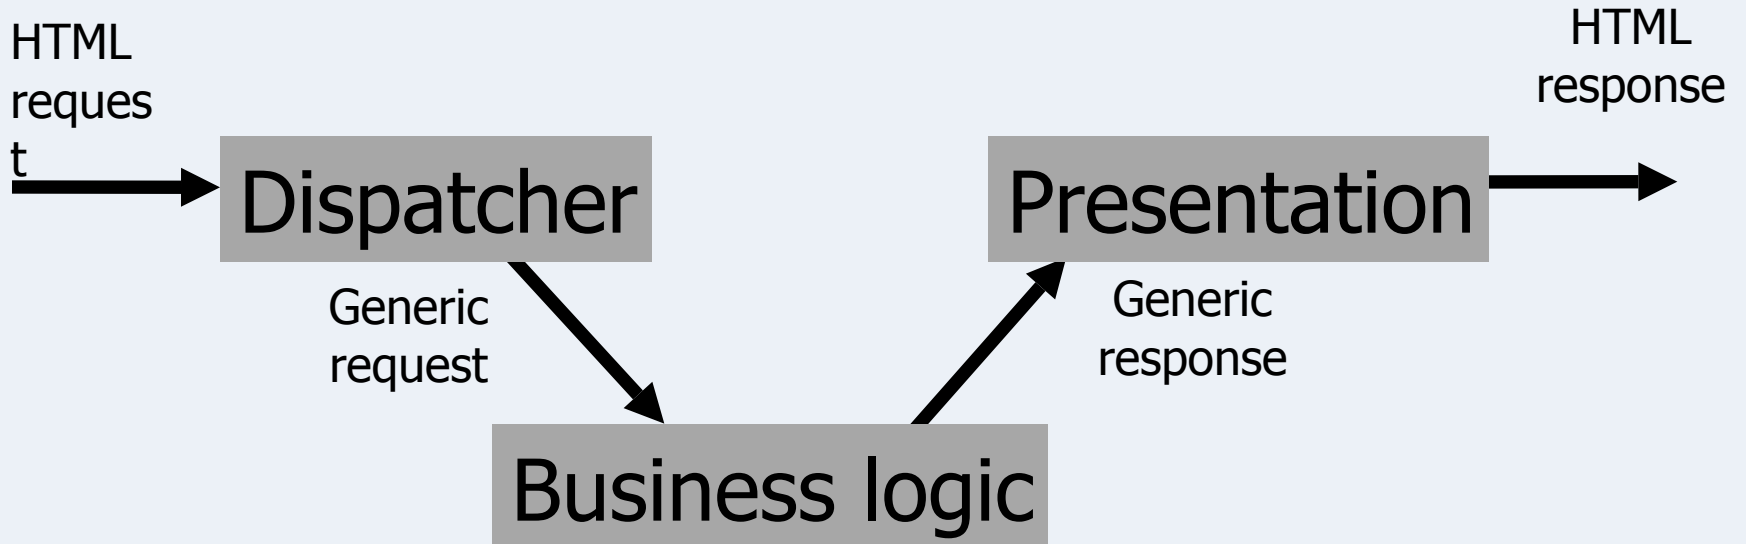 HTML
reques
t
HTML
response
Dispatcher
Presentation
Generic
request
Generic
response
Business logic